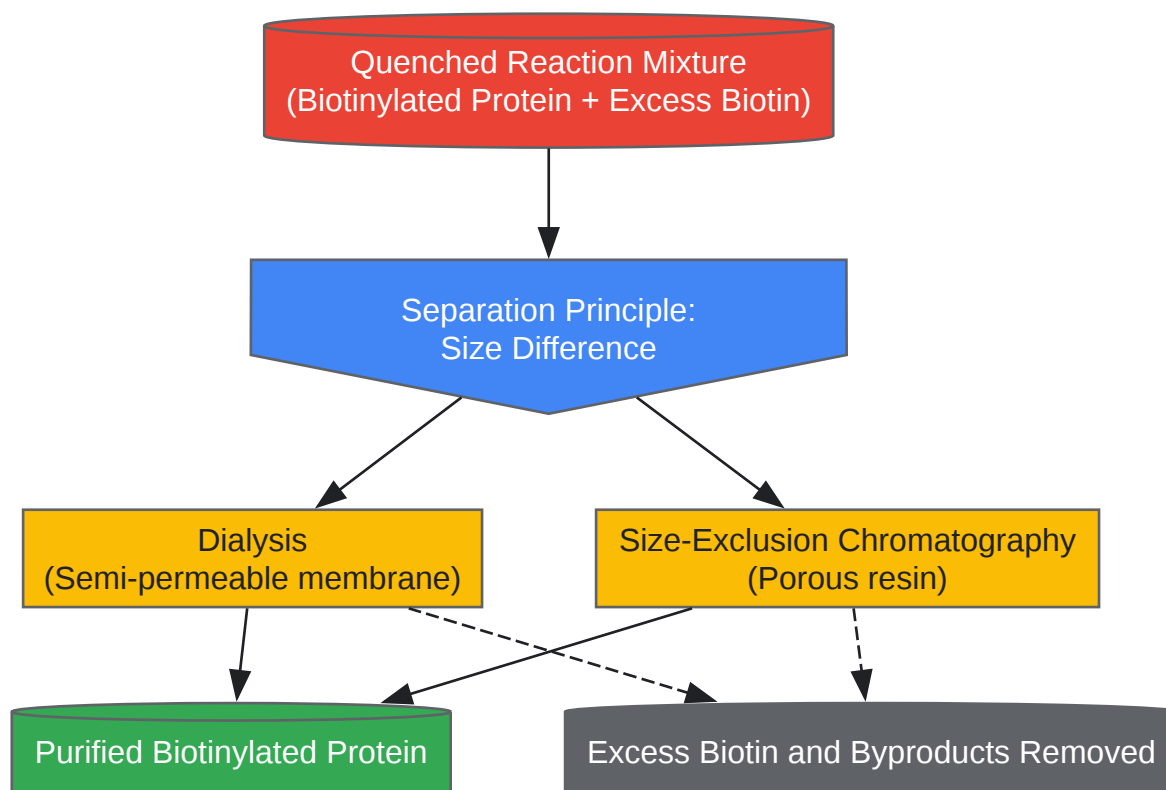 Quenched Reaction Mixture
(Biotinylated Protein + Excess Biotin)
Separation Principle:
Size Difference
Dialysis
(Semi-permeable membrane)
Size-Exclusion Chromatography
(Porous resin)
Purified Biotinylated Protein
Excess Biotin and Byproducts Removed